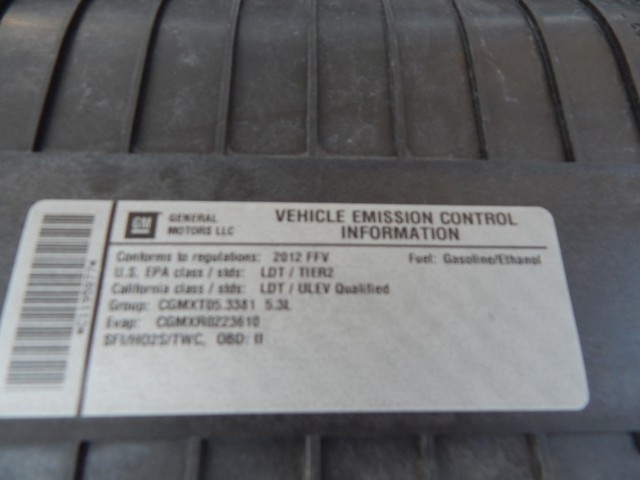 GM GENERAL MOTORS LLC
VEHICLE EMISSION CONTROL
INFORMATION
Conforms to regulations: 2012 FFV Fuel: Gasoline/Ethanol
U.S. EPA class / stds: LDT / TIER2
California class / stds: LDT / ULEV Qualified
Group: CGMXT05.3381 5.3L
Evap: CGMXR0223610
SFI/HO2S/TWC, OBD: II